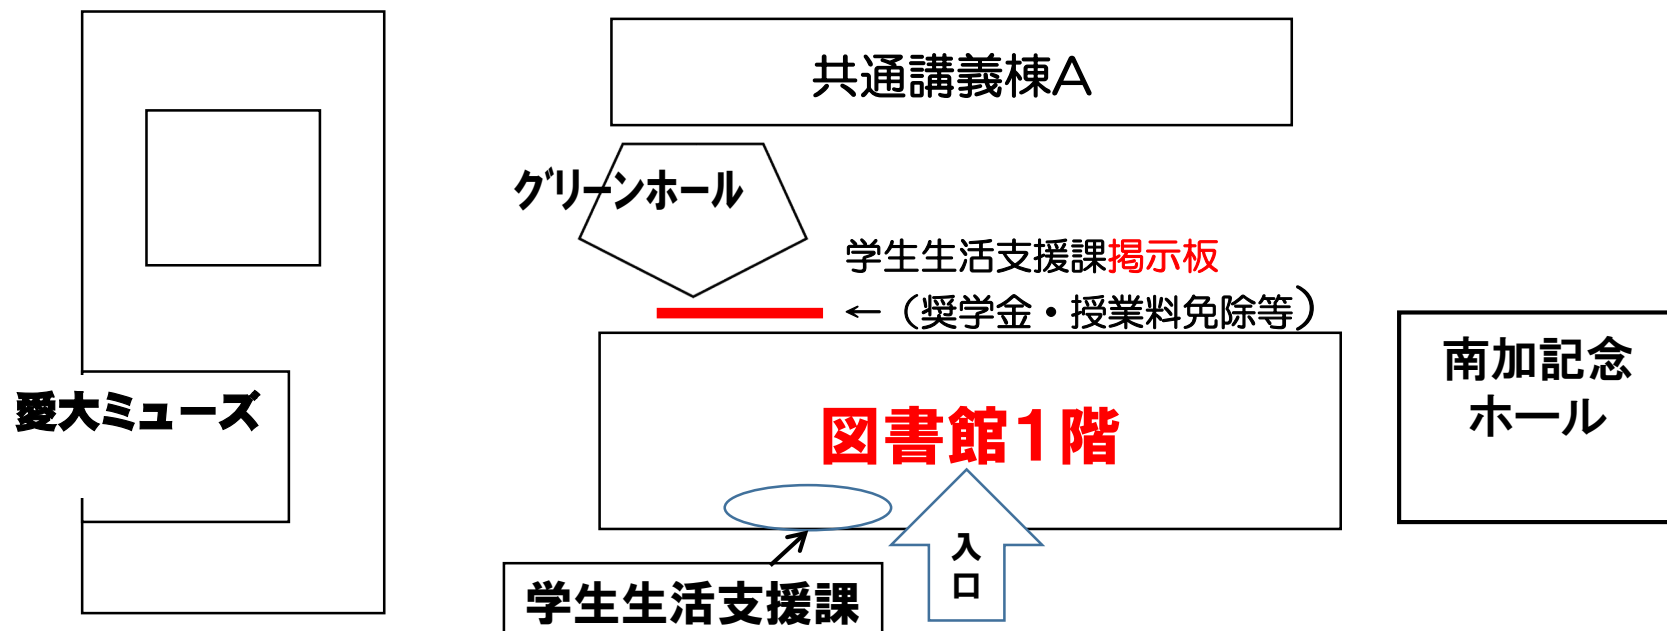 共通講義棟A
グリーンホール
学生生活支援課掲示板
←（奨学金・授業料免除等）
南加記念
ホール
愛大ミューズ
図書館1階
入
口
学生生活支援課